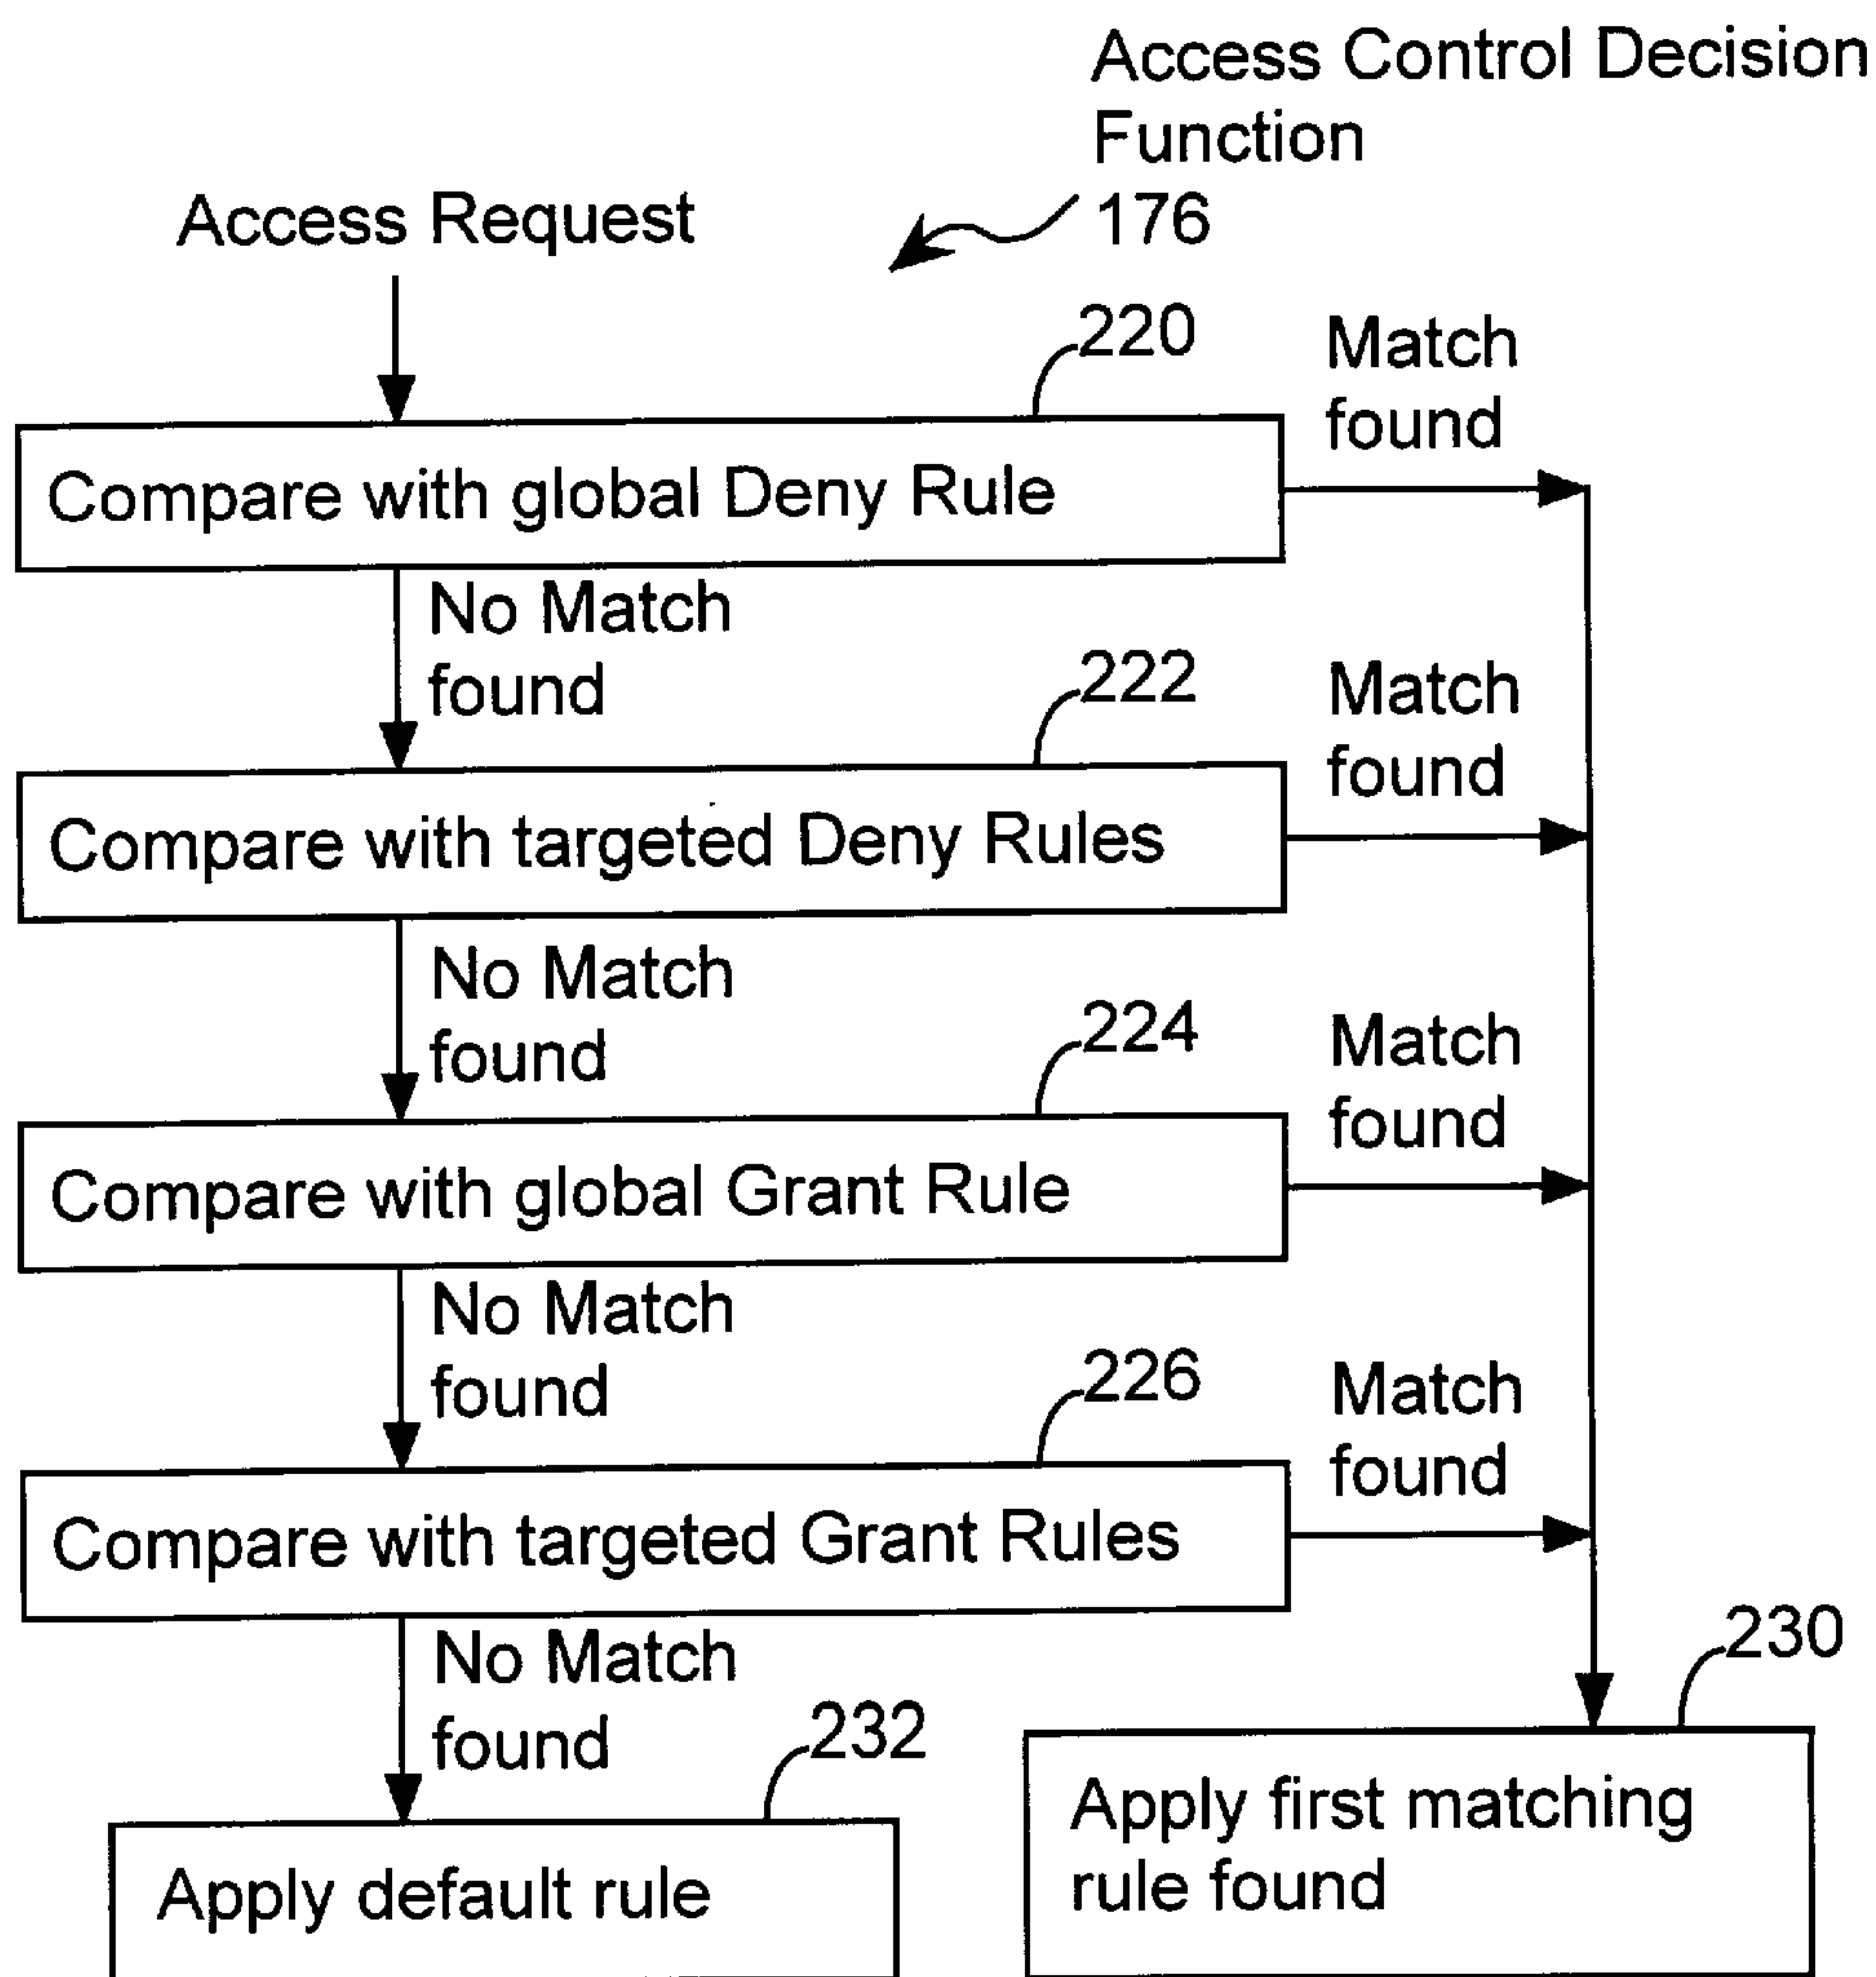 Access Control Decision
Function
176
Access Request
220
Match
found
Compare with global Deny Rule
No Match
found
222
Match
found
Compare with targeted Deny Rules
No Match
found
224
Match
found
Compare with global Grant Rule
No Match
found
226
Match
found
Compare with targeted Grant Rules
No Match
found
232
Apply default rule
230
Apply first matching
rule found